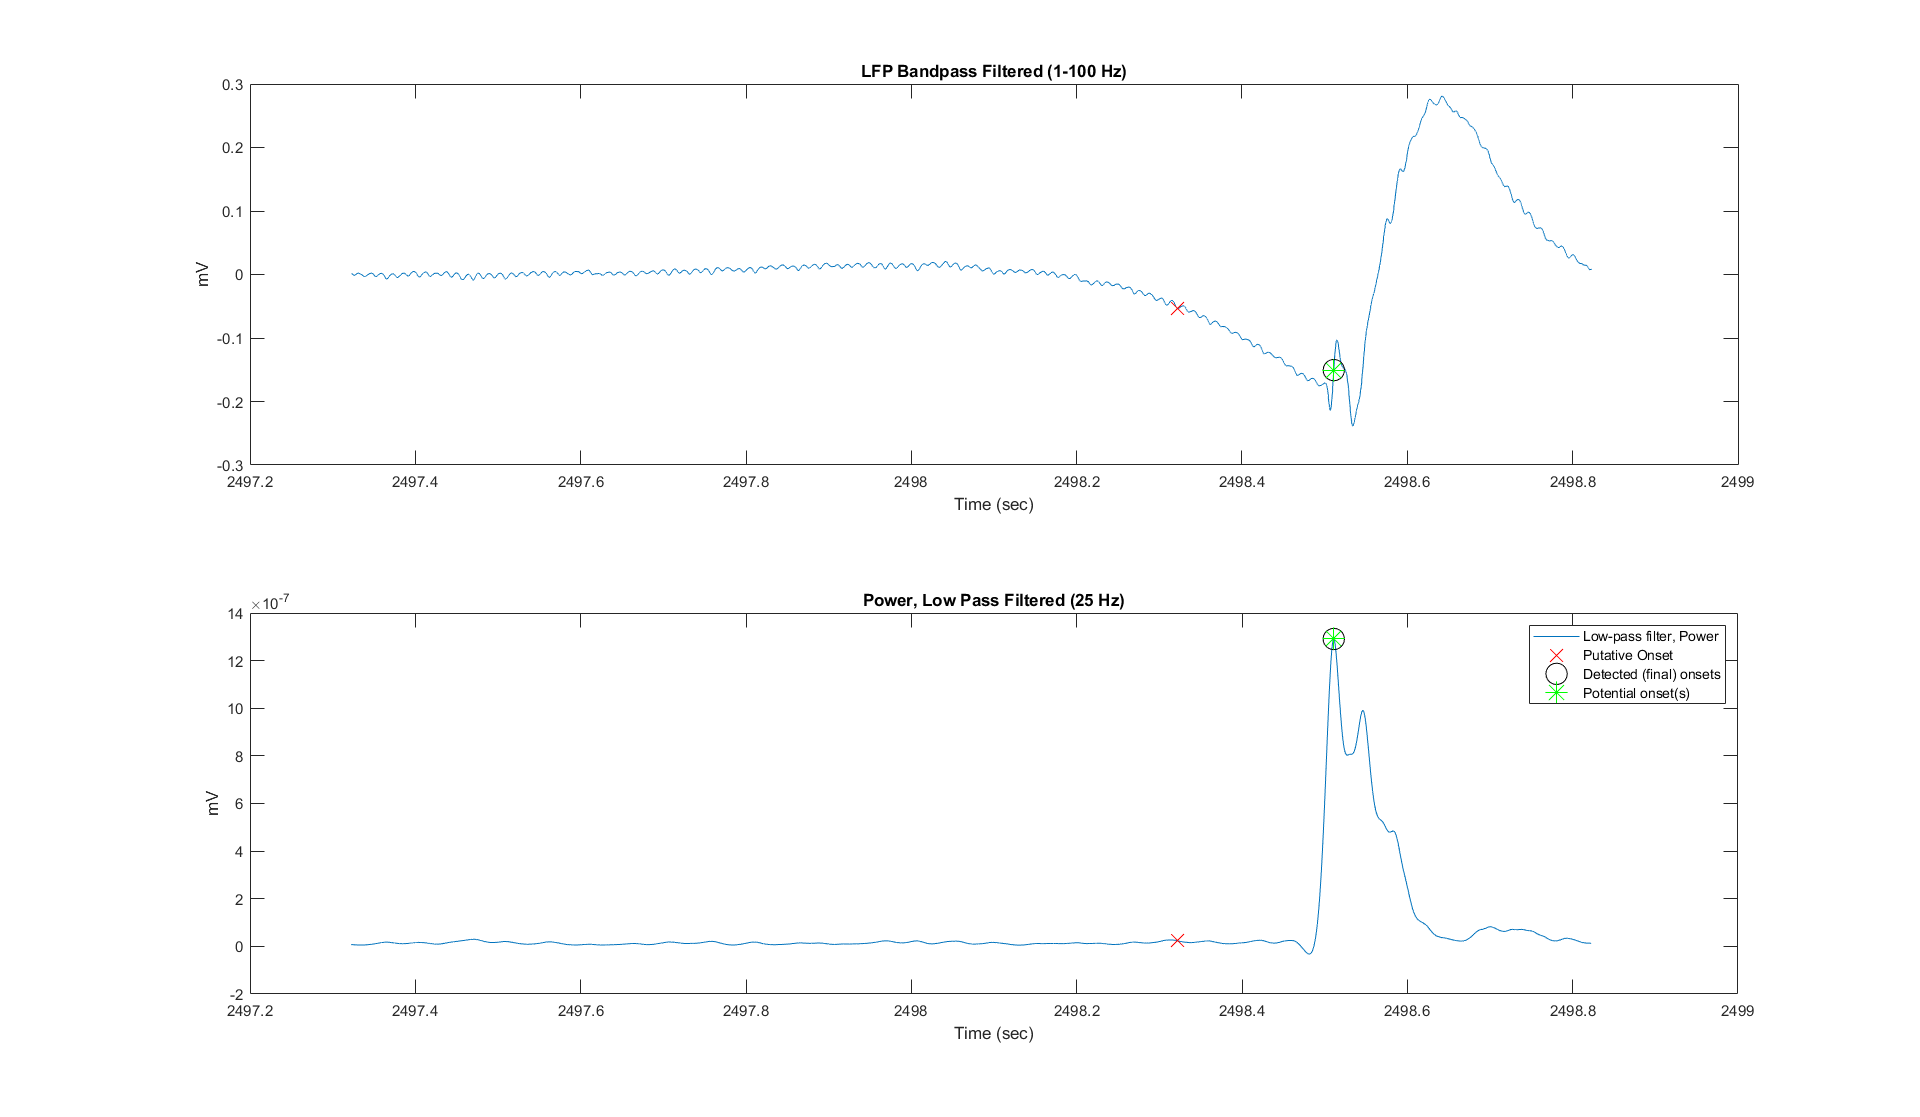 LFP Bandpass Filtered (1-100 Hz)
0.3
0.2
0.1
0
-0.1
-0.2
-0.3
mV
2497.2 2497.4 2497.6 2497.8 2498 2498.2 2498.4 2498.6 2498.8 2499
Time (sec)
Power, Low Pass Filtered (25 Hz)
×10-7
14
12
10
8
6
4
2
0
-2
mV
Low-pass filter, Power
Putative Onset
Detected (final) onsets
Potential onset(s)
2497.2 2497.4 2497.6 2497.8 2498 2498.2 2498.4 2498.6 2498.8 2499
Time (sec)